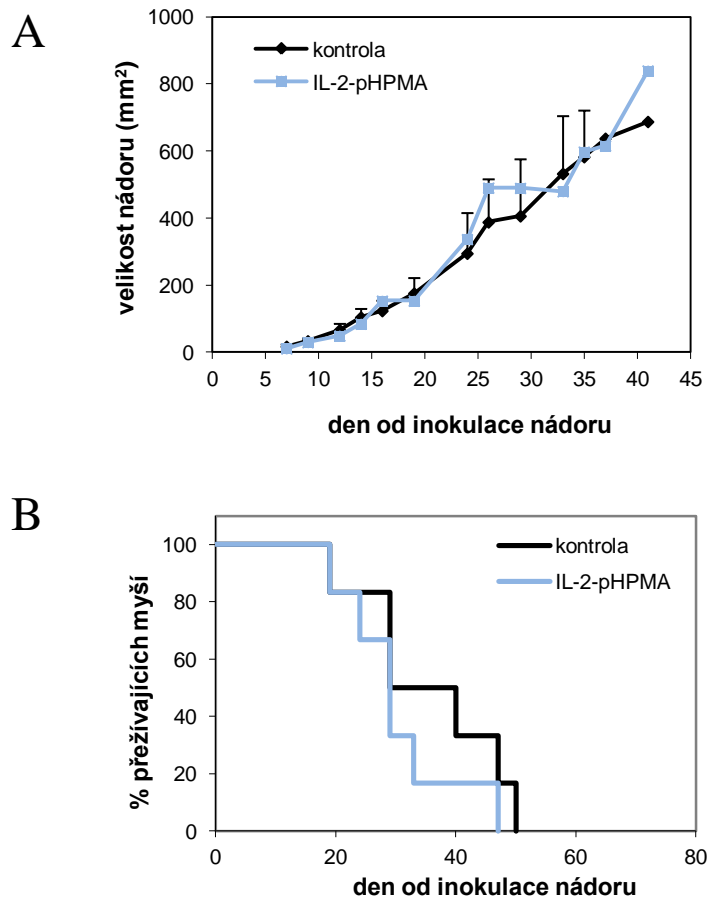 A
1000
800
600
400
200
0
velikost nádoru (mm²)
kontrola
IL-2-pHPMA
0 5 10 15 20 25 30 35 40 45
den od inokulace nádoru
B
100
80
60
40
20
0
% přežívajících myší
kontrola
IL-2-pHPMA
0 20 40 60 80
den od inokulace nádoru